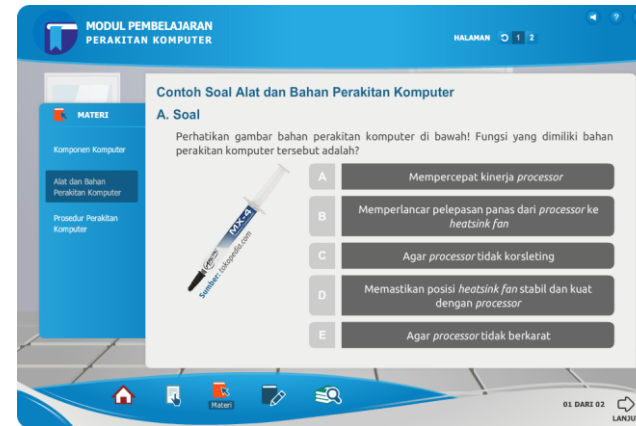 MODUL PEMBELAJARAN
PERAKITAN KOMPUTER
HALAMAN 1 2
?
MATERI
Komponen Komputer
Alat dan Bahan
Perakitan Komputer
Prosedur Perakitan
Komputer
Contoh Soal Alat dan Bahan Perakitan Komputer
A. Soal
Perhatikan gambar bahan perakitan komputer di bawah! Fungsi yang dimiliki bahan
perakitan komputer tersebut adalah?
MX-4
Sumber: tokopedia.com
A Mempercepat kinerja processor
B Memperlancar pelepasan panas dari processor ke
heatsink fan
C Agar processor tidak korsleting
D Memastikan posisi heatsink fan stabil dan kuat
dengan processor
E Agar processor tidak berkarat
Materi
01 DARI 02
LANJU